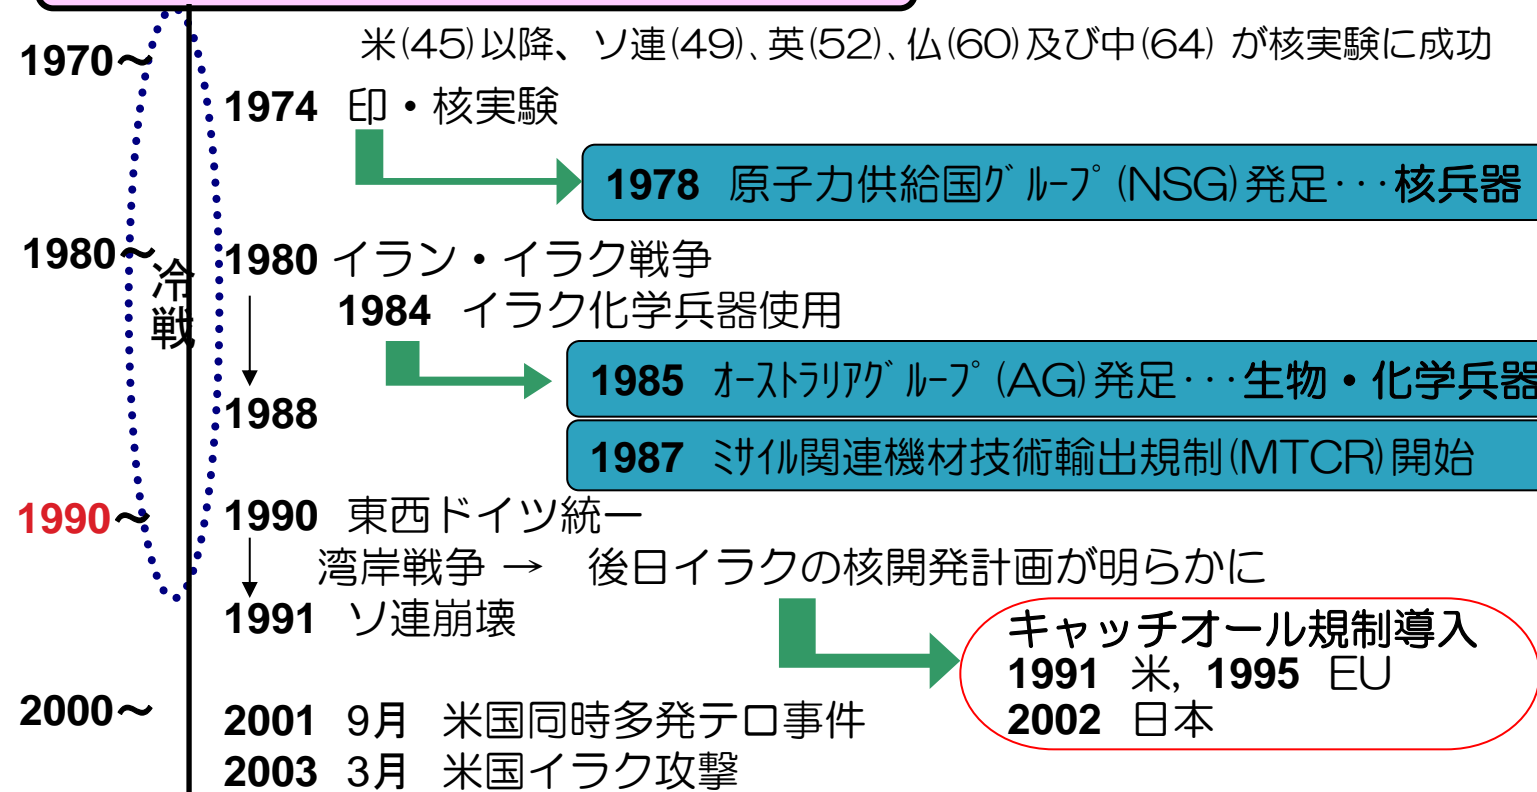 1970～
米(45)以降、ソ連(49)､英(52)､仏(60)及び中(64) が核実験に成功
1974 印・核実験
1978 原子力供給国ｸﾞﾙｰﾌﾟ(NSG)発足･･･核兵器
1980～
冷戦
1980 イラン・イラク戦争
1984 イラク化学兵器使用
1985 ｵｰｽﾄﾗﾘｱｸﾞﾙｰﾌﾟ(AG)発足･･･生物・化学兵器
1988
1987 ﾐｻｲﾙ関連機材技術輸出規制(MTCR)開始
1990～
1990 東西ドイツ統一
湾岸戦争 → 後日イラクの核開発計画が明らかに
1991 ソ連崩壊
キャッチオール規制導入
1991 米, 1995 EU
2002 日本
2000～
2001 9月 米国同時多発テロ事件
2003 3月 米国イラク攻撃